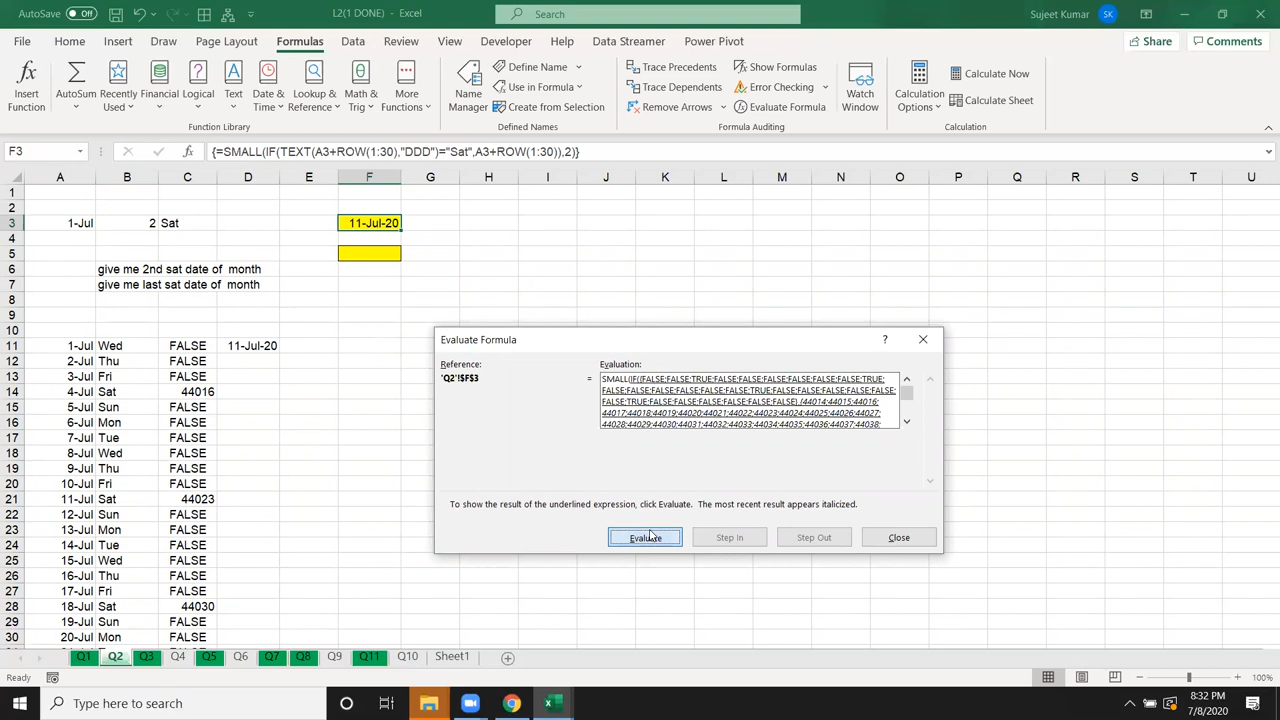 AutoSave Off L2(1 DONE) - Excel Search Sujeet Kumar SK
File Home Insert Draw Page Layout Formulas Data Review View Developer Help Data Streamer Power Pivot Share Comments
Insert Function AutoSum Recently Used Financial Logical Text Date & Time Lookup & Reference Math & Trig More Functions
Name Manager Define Name Use in Formula Create from Selection
Trace Precedents Trace Dependents Remove Arrows Show Formulas Error Checking Evaluate Formula Watch Window
Calculation Options Calculate Now Calculate Sheet
Function Library Defined Names Formula Auditing Calculation
F3 fx {=SMALL(IF(TEXT(A3+ROW(1:30),"DDD")="Sat",A3+ROW(1:30)),2)}
A B C D E F G H I J K L M N O P Q R S T U
1
2
3 1-Jul 2 Sat 11-Jul-20
4
5
6 give me 2nd sat date of month
7 give me last sat date of month
8
9
10
11 1-Jul Wed FALSE 11-Jul-20
12 2-Jul Thu FALSE
13 3-Jul Fri FALSE
14 4-Jul Sat 44016
15 5-Jul Sun FALSE
16 6-Jul Mon FALSE
17 7-Jul Tue FALSE
18 8-Jul Wed FALSE
19 9-Jul Thu FALSE
20 10-Jul Fri FALSE
21 11-Jul Sat 44023
22 12-Jul Sun FALSE
23 13-Jul Mon FALSE
24 14-Jul Tue FALSE
25 15-Jul Wed FALSE
26 16-Jul Thu FALSE
27 17-Jul Fri FALSE
28 18-Jul Sat 44030
29 19-Jul Sun FALSE
30 20-Jul Mon FALSE
Evaluate Formula ?
Reference: Evaluation:
'Q2'!$F$3 = SMALL(IF({FALSE;FALSE;TRUE;FALSE;FALSE;FALSE;FALSE;FALSE;FALSE;TRUE;
FALSE;FALSE;FALSE;FALSE;FALSE;FALSE;TRUE;FALSE;FALSE;FALSE;FALSE;FALSE;
FALSE;TRUE;FALSE;FALSE;FALSE;FALSE;FALSE;FALSE},{44014;44015;44016;
44017;44018;44019;44020;44021;44022;44023;44024;44025;44026;44027;
44028;44029;44030;44031;44032;44033;44034;44035;44036;44037;44038;
To show the result of the underlined expression, click Evaluate. The most recent result appears italicized.
Evaluate Step In Step Out Close
Q1 Q2 Q3 Q4 Q5 Q6 Q7 Q8 Q9 Q11 Q10 Sheet1
Ready 100%
Type here to search 8:32 PM
7/8/2020